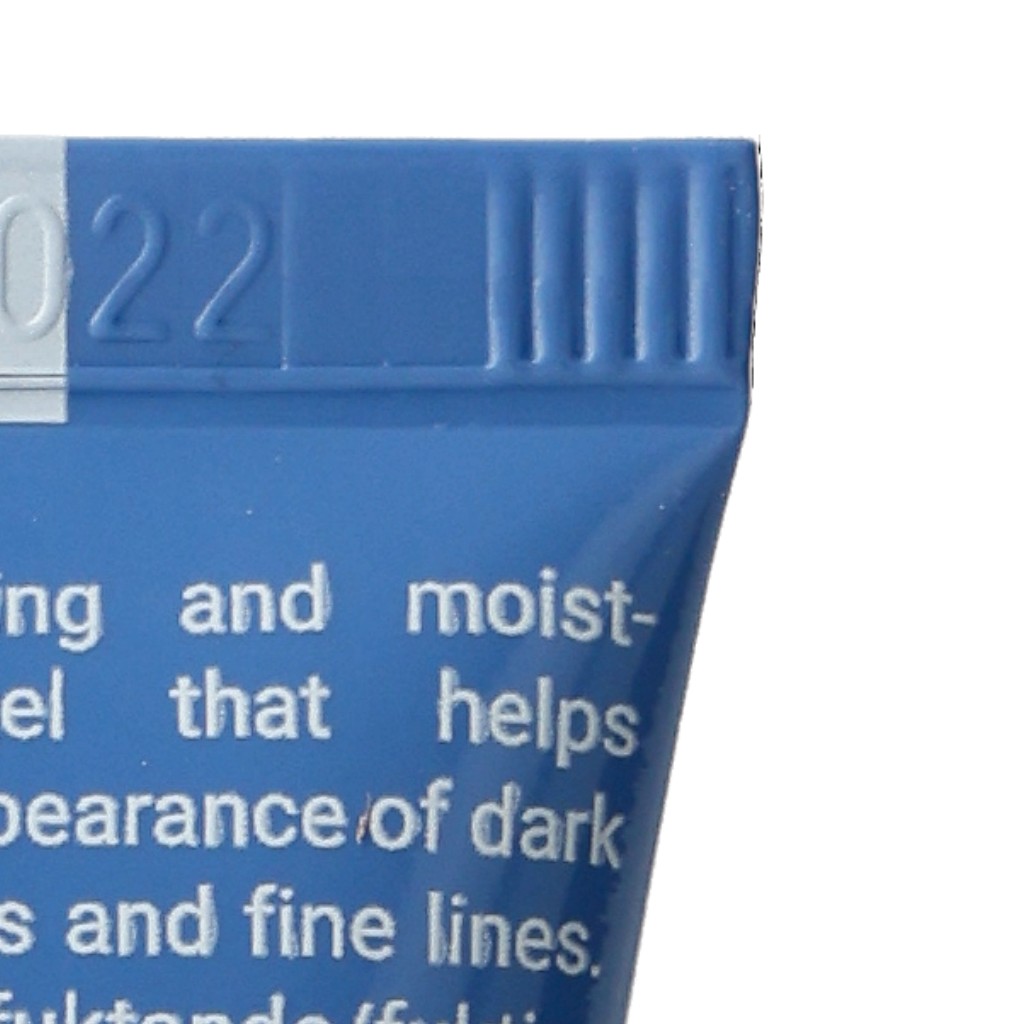 022
ing and moist-
el that helps
pearance of dark
s and fine lines.